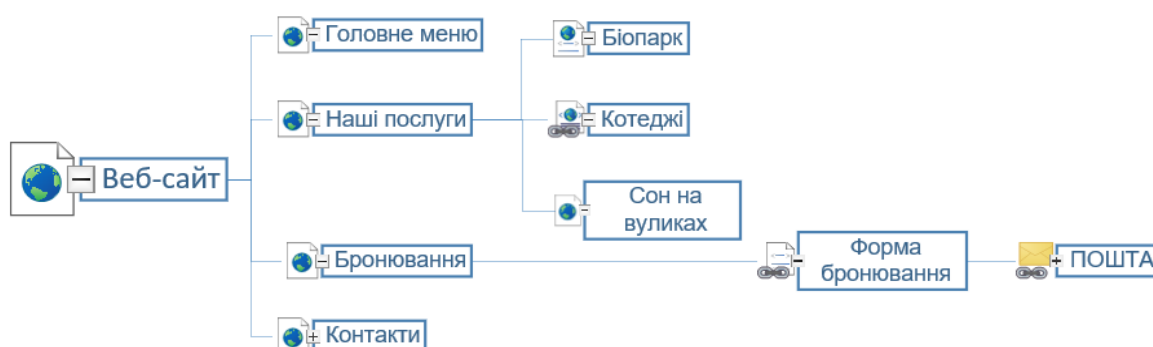 Головне меню
Біопарк
Наші послуги
Котеджі
Веб-сайт
Сон на
вуликах
Бронювання
Форма
бронювання
ПОШТА
Контакти